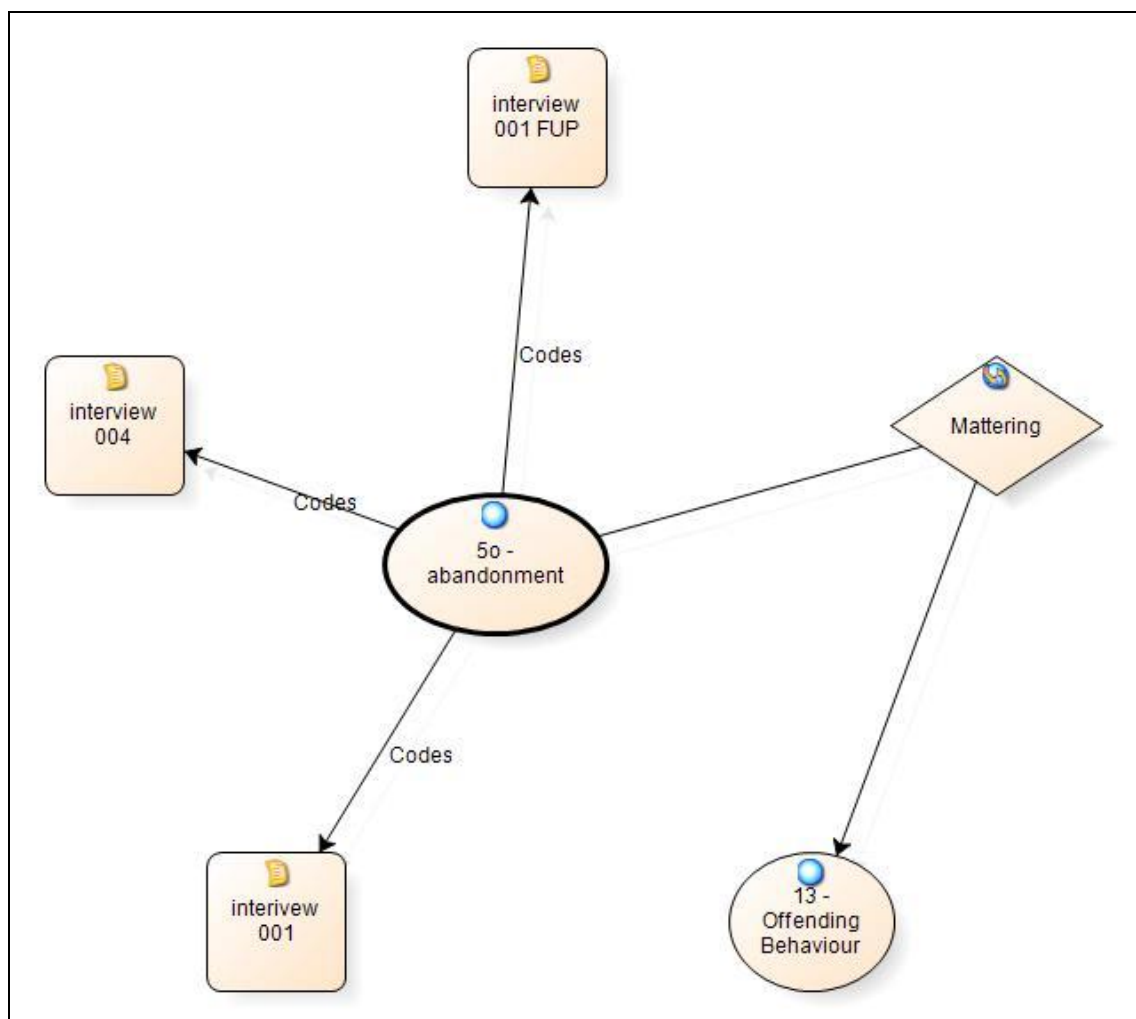 interview
001 FUP
Codes
interview
004
Mattering
Codes
5o -
abandonment
Codes
interivew
001
13 -
Offending
Behaviour